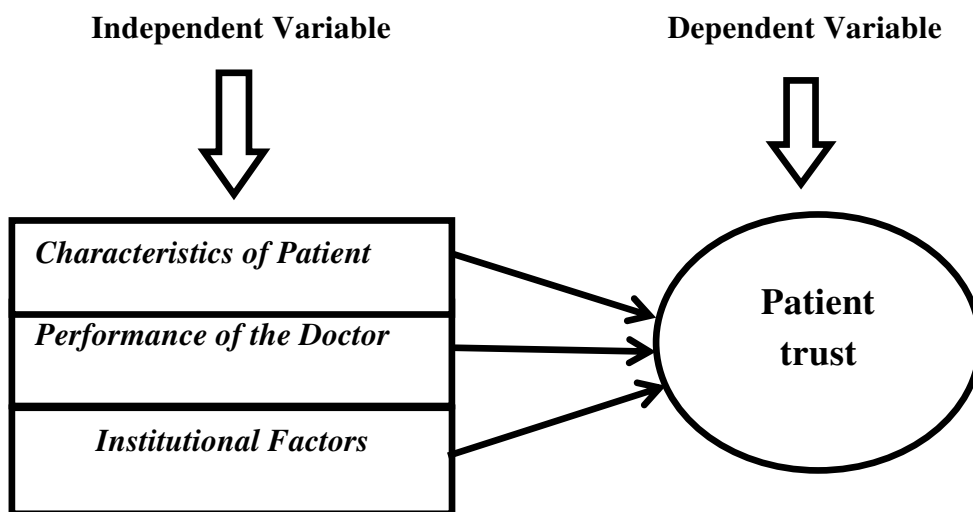 Independent Variable
Dependent Variable
Characteristics of Patient
Performance of the Doctor
Institutional Factors
Patient
trust